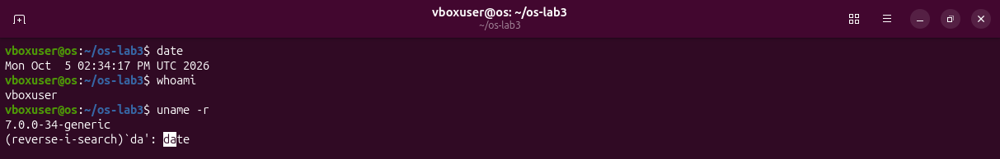 vboxuser@os: ~/os-lab3
~/os-lab3
vboxuser@os:~/os-lab3$ date
Mon Oct  5 02:34:17 PM UTC 2026
vboxuser@os:~/os-lab3$ whoami
vboxuser
vboxuser@os:~/os-lab3$ uname -r
7.0.0-34-generic
(reverse-i-search)`da': date